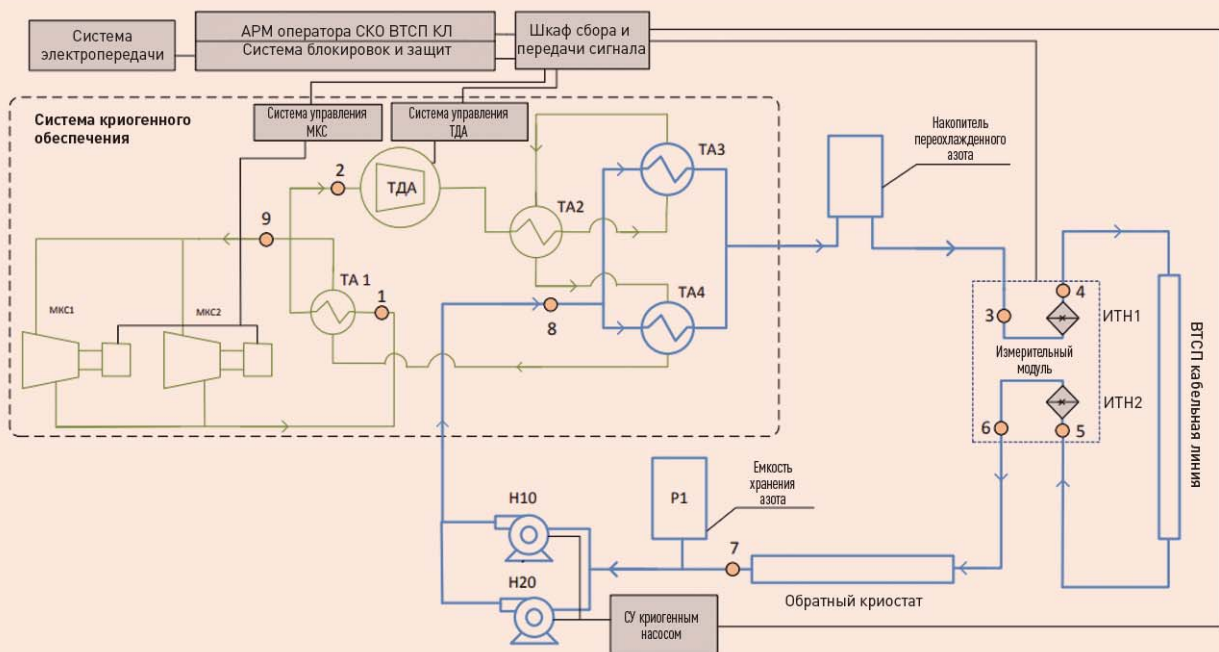 Система
электропередачи
АРМ оператора СКО ВТСП КЛ
Система блокировок и защит
Шкаф сбора и
передачи сигнала
Система криогенного
обеспечения
Система управления
МКС
Система управления
ТДА
2
ТДА
ТА2
ТА3
Накопитель
переохлажденного
азота
9
ТА 1
1
8
ТА4
МКС1
МКС2
3
4
ИТН1
Измерительный
модуль
6
5
ИТН2
ВТСП кабельная линия
Н10
Р1
Емкость
хранения
азота
7
Н20
Обратный криостат
СУ криогенным
насосом